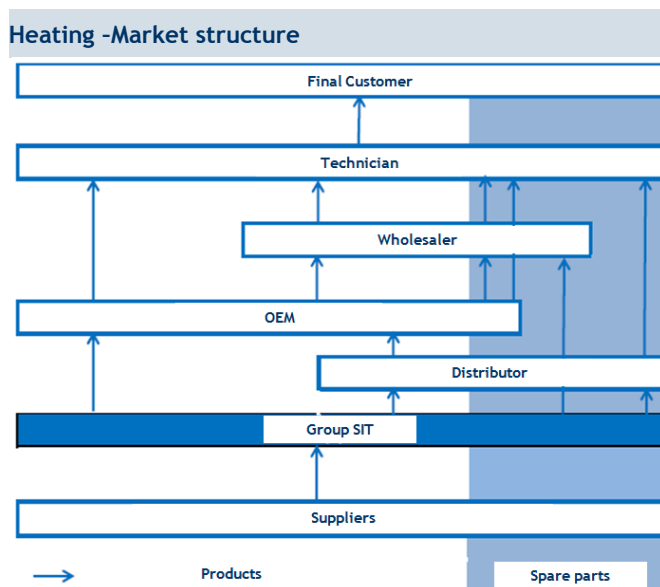 Heating -Market structure
Final Customer
Technician
Wholesaler
OEM
Distributor
Group SIT
Suppliers
Products
Spare parts